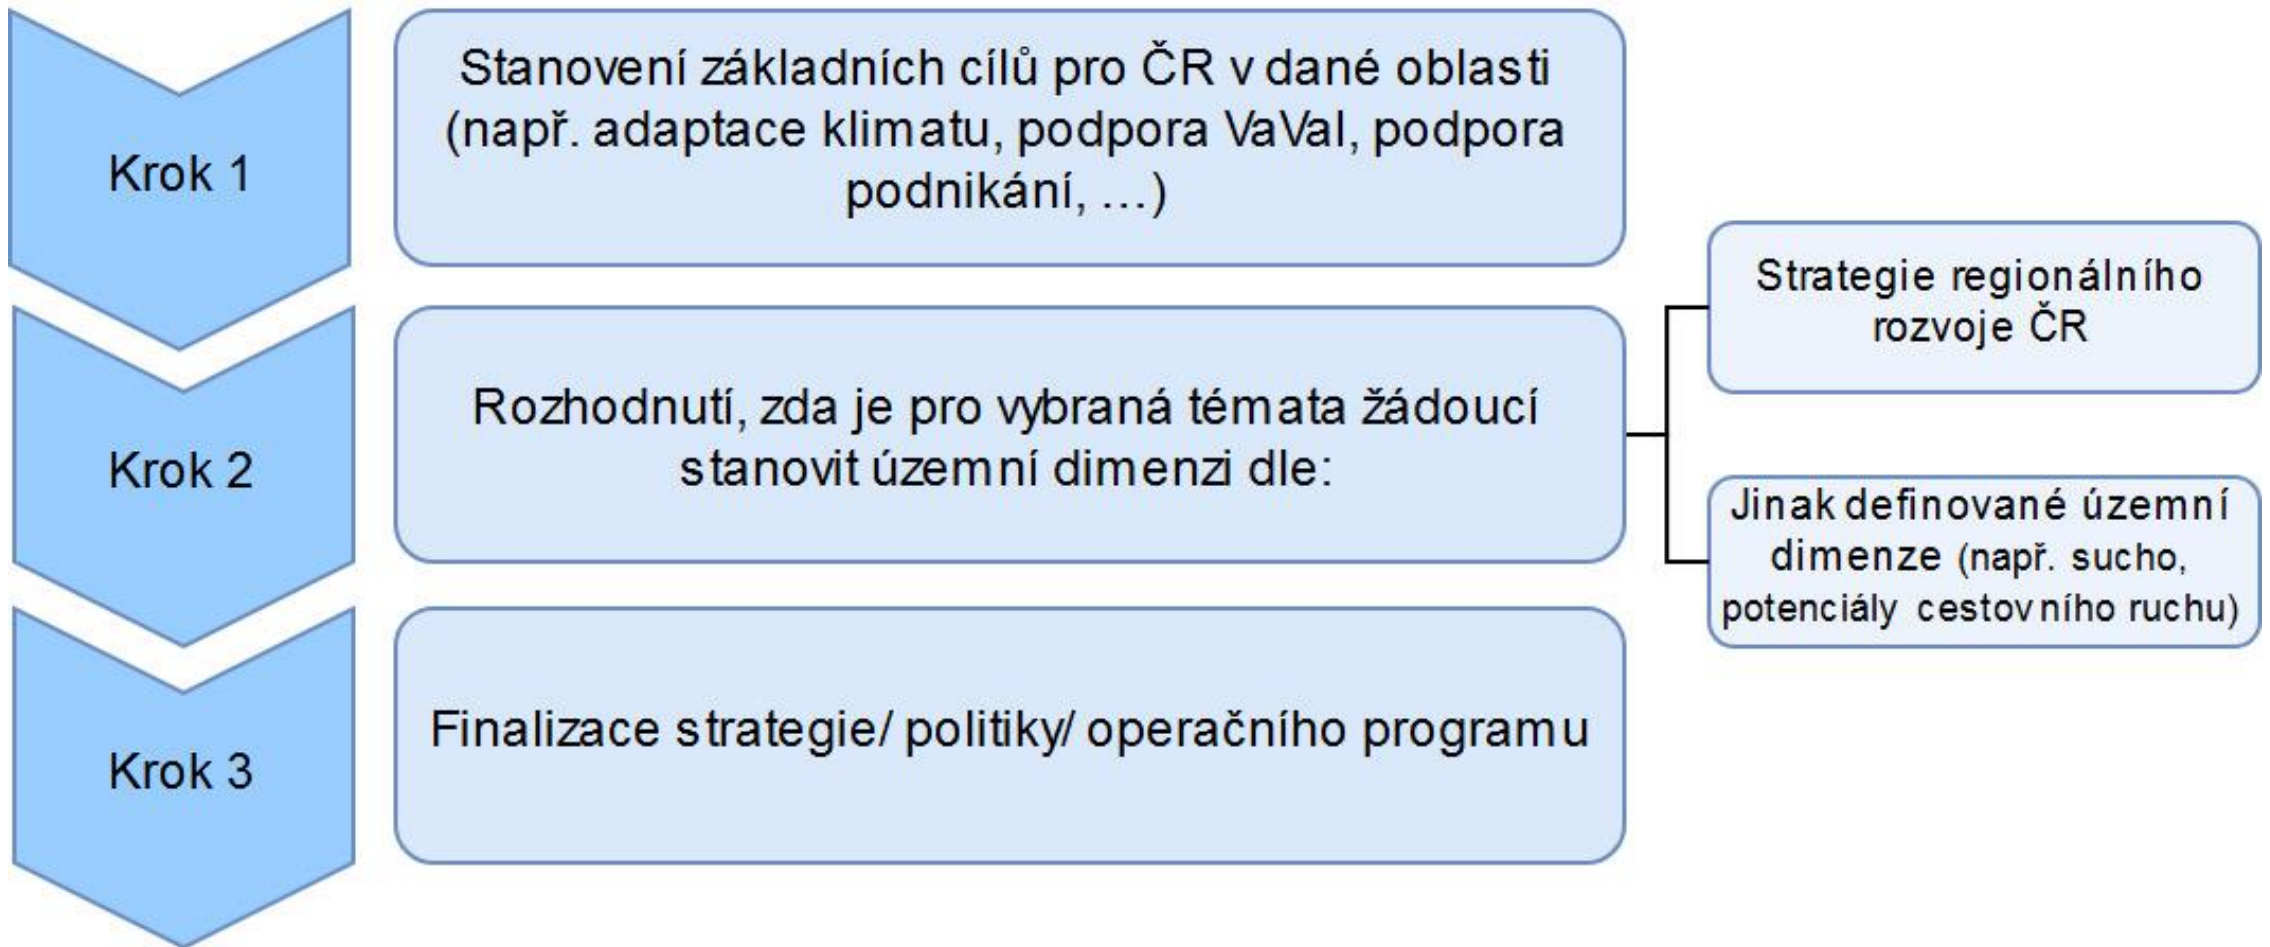 Krok 1
Stanovení základních cílů pro ČR v dané oblasti
(např. adaptace klimatu, podpora VaVaI, podpora
podnikání, …)
Krok 2
Rozhodnutí, zda je pro vybraná témata žádoucí
stanovit územní dimenzi dle:
Strategie regionálního
rozvoje ČR
Jinak definované územní
dimenze (např. sucho,
potenciály cestovního ruchu)
Krok 3
Finalizace strategie/ politiky/ operačního programu